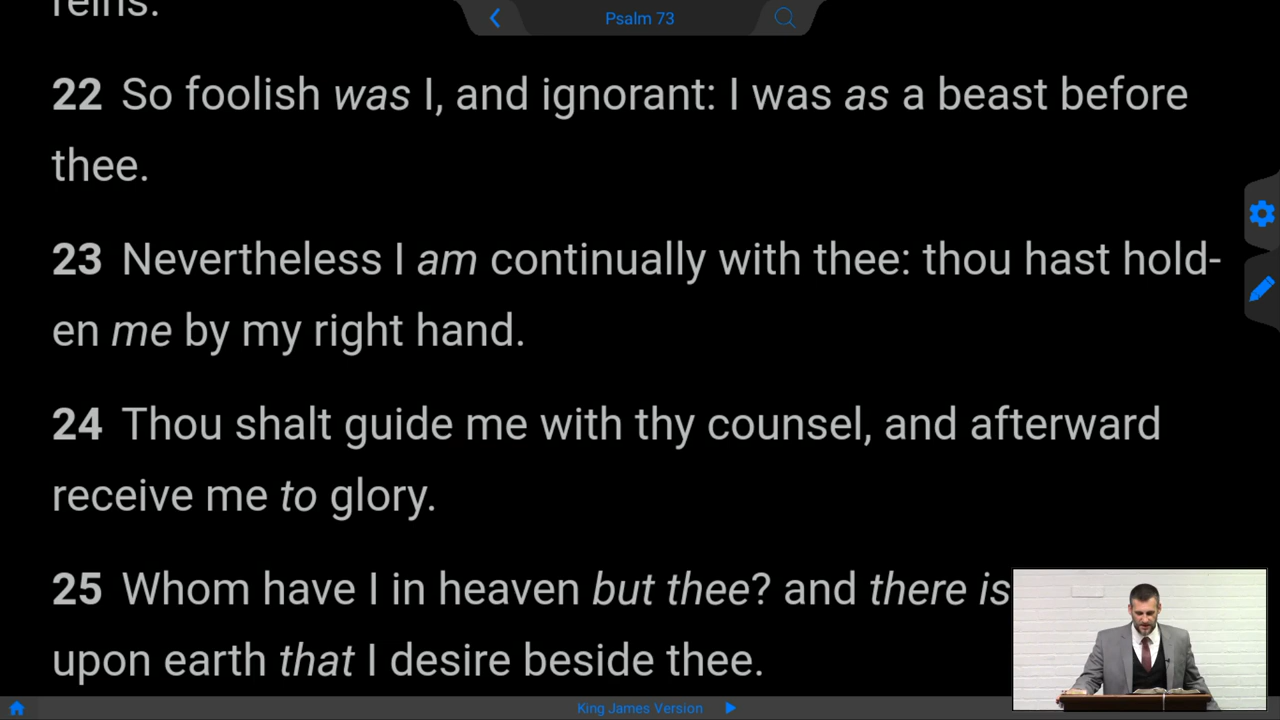 reins.
Psalm 73
22 So foolish was I, and ignorant: I was as a beast before
thee.
23 Nevertheless I am continually with thee: thou hast hold-
en me by my right hand.
24 Thou shalt guide me with thy counsel, and afterward
receive me to glory.
25 Whom have I in heaven but thee? and there is
upon earth that I desire beside thee.
King James Version